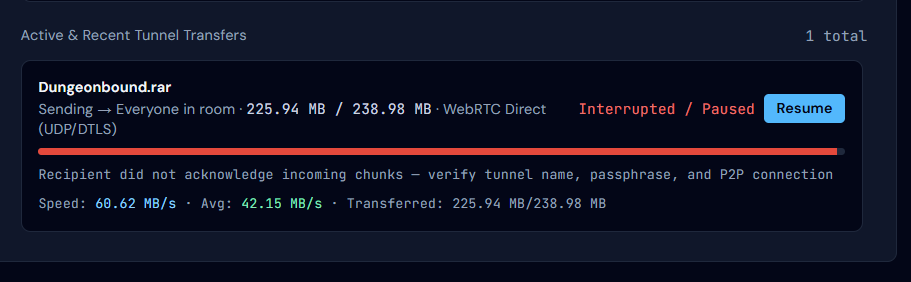 Active & Recent Tunnel Transfers
1 total
Dungeonbound.rar
Sending → Everyone in room · 225.94 MB / 238.98 MB · WebRTC Direct
(UDP/DTLS)
Interrupted / Paused
Resume
Recipient did not acknowledge incoming chunks — verify tunnel name, passphrase, and P2P connection
Speed: 60.62 MB/s · Avg: 42.15 MB/s · Transferred: 225.94 MB/238.98 MB